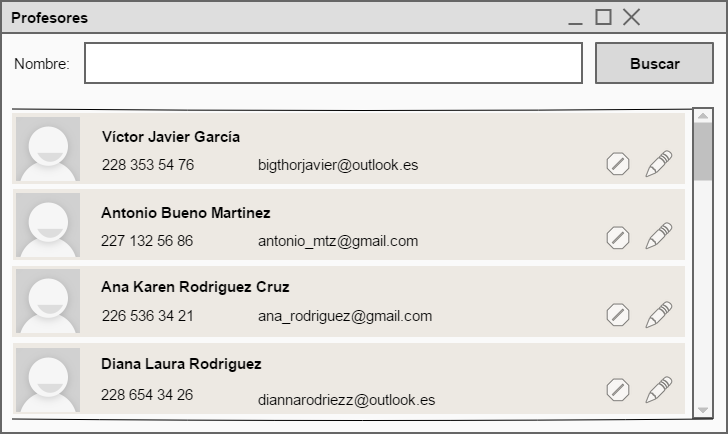 Profesores
Nombre:
Buscar
Víctor Javier García
228 353 54 76 bigthorjavier@outlook.es
Antonio Bueno Martinez
227 132 56 86 antonio_mtz@gmail.com
Ana Karen Rodriguez Cruz
226 536 34 21 ana_rodriguez@gmail.com
Diana Laura Rodriguez
228 654 34 26 diannarodriezz@outlook.es